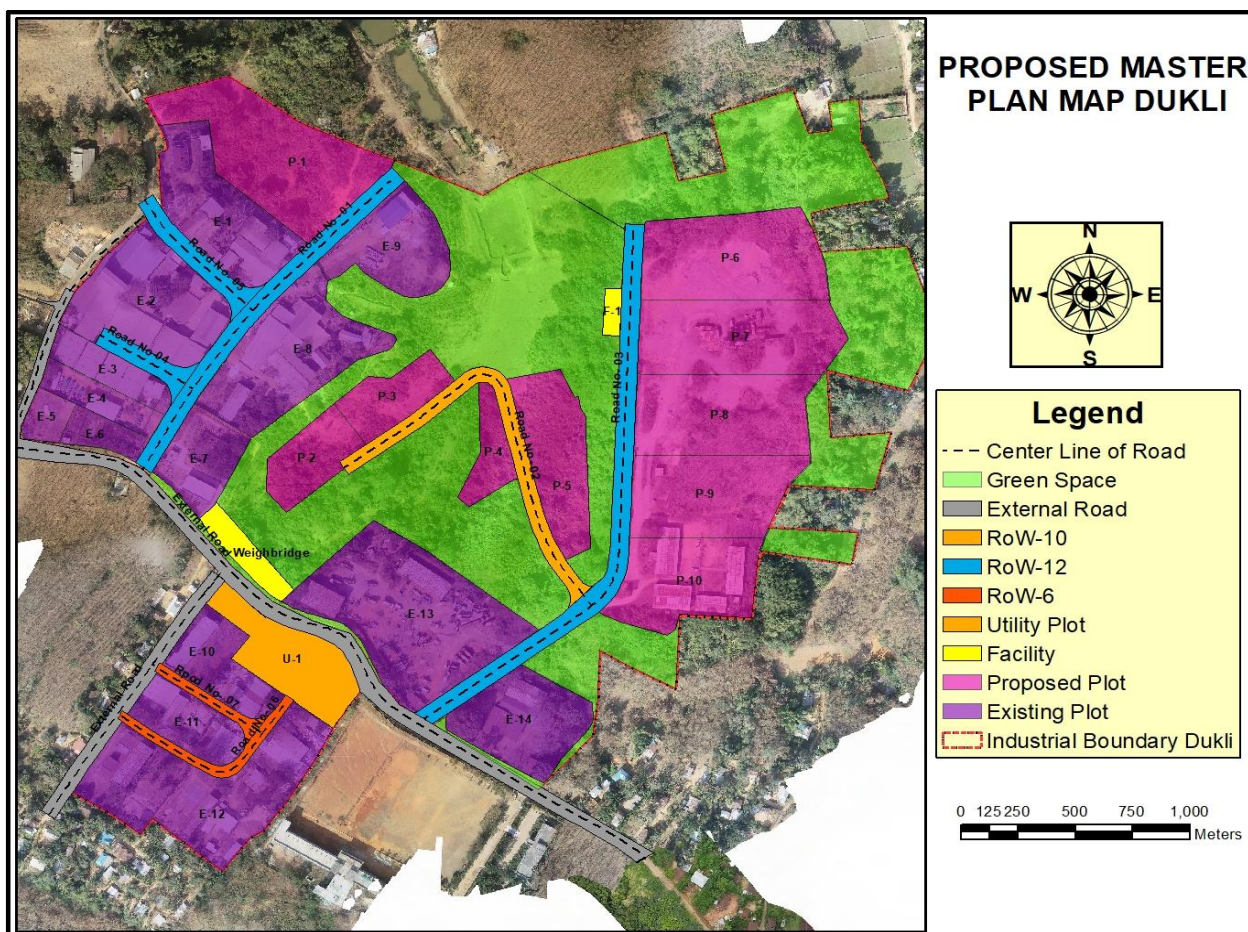 PROPOSED MASTER
PLAN MAP DUKLI
N
W
E
S
Legend
Center Line of Road
Green Space
External Road
RoW-10
RoW-12
RoW-6
Utility Plot
Facility
Proposed Plot
Existing Plot
Industrial Boundary Dukli
0 125 250 500 750 1,000
Meters
P-1
E-1
Road No- 01
Road No- 05
E-9
E-2
E-8
Road No- 04
E-3
E-4
E-5
E-6
E-7
P-6
F-1
P-7
Road No- 03
P-3
P-8
P-2
P-4
Road No- 02
P-5
P-9
External Road
Weighbridge
P-10
E-13
E-10
U-1
Road No- 07
External Road
E-11
Road No- 06
E-14
E-12